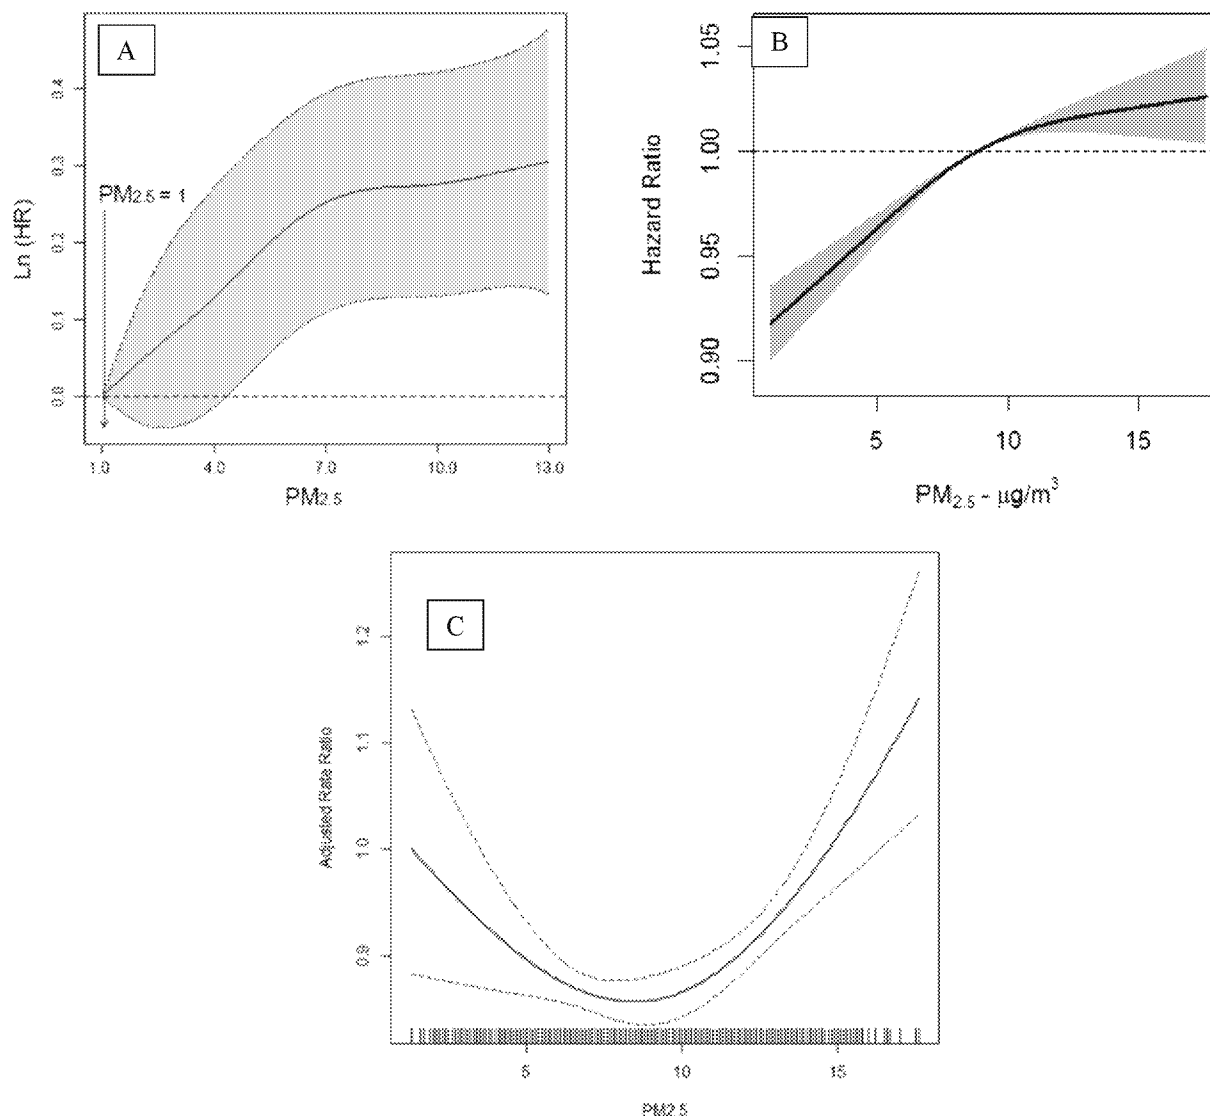 A
Ln (HR)
0.4
0.3
0.2
0.1
0.0
PM2.5 = 1
1.0 4.0 7.0 10.0 13.0
PM2.5
B
Hazard Ratio
1.05
1.00
0.95
0.90
5 10 15
PM2.5 - μg/m³
C
Adjusted Rate Ratio
1.2
1.1
1.0
0.9
5 10 15
PM2.5